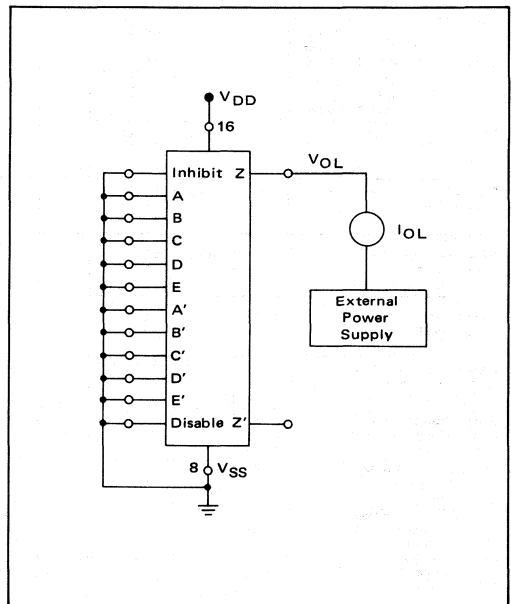 VDD
16
Inhibit Z
VOL
A
B
C
D
E
A'
B'
C'
D'
E'
Disable Z'
IOL
External
Power
Supply
8 VSS